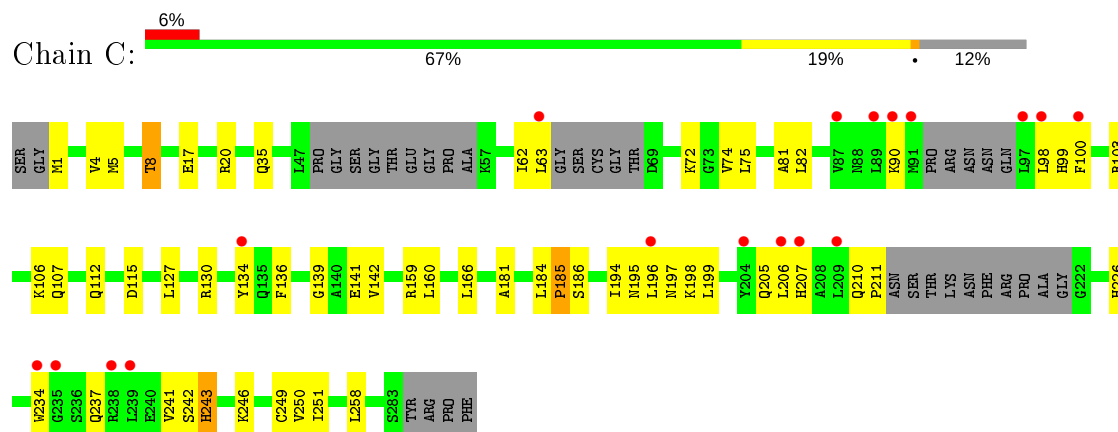 6%
Chain C:
67% 19% • 12%
SER GLY M1 V4 M5 T8 E17 R20 Q35 L47 PRO GLY SER GLY THR GLU GLY PRO ALA K57 I62 L63 GLY SER CYS GLY THR D69 K72 G73 V74 L75 A81 L82 V87 N88 L89 K90 M91 PRO ARG ASN ASN GLN L97 L98 H99 F100 R103
K106 Q107 Q112 D115 L127 R130 Y134 Q135 F136 G139 A140 E141 V142 R159 L160 L166 A181 L184 P185 S186 I194 N195 L196 N197 K198 L199 Y204 Q205 L206 H207 A208 L209 Q210 P211 ASN SER THR LYS ASN PHE ARG PRO ALA GLY G222 H226
W234 G235 S236 Q237 R238 L239 E240 V241 S242 H243 K246 C249 V250 I251 L258 S283 TYR ARG PRO PHE